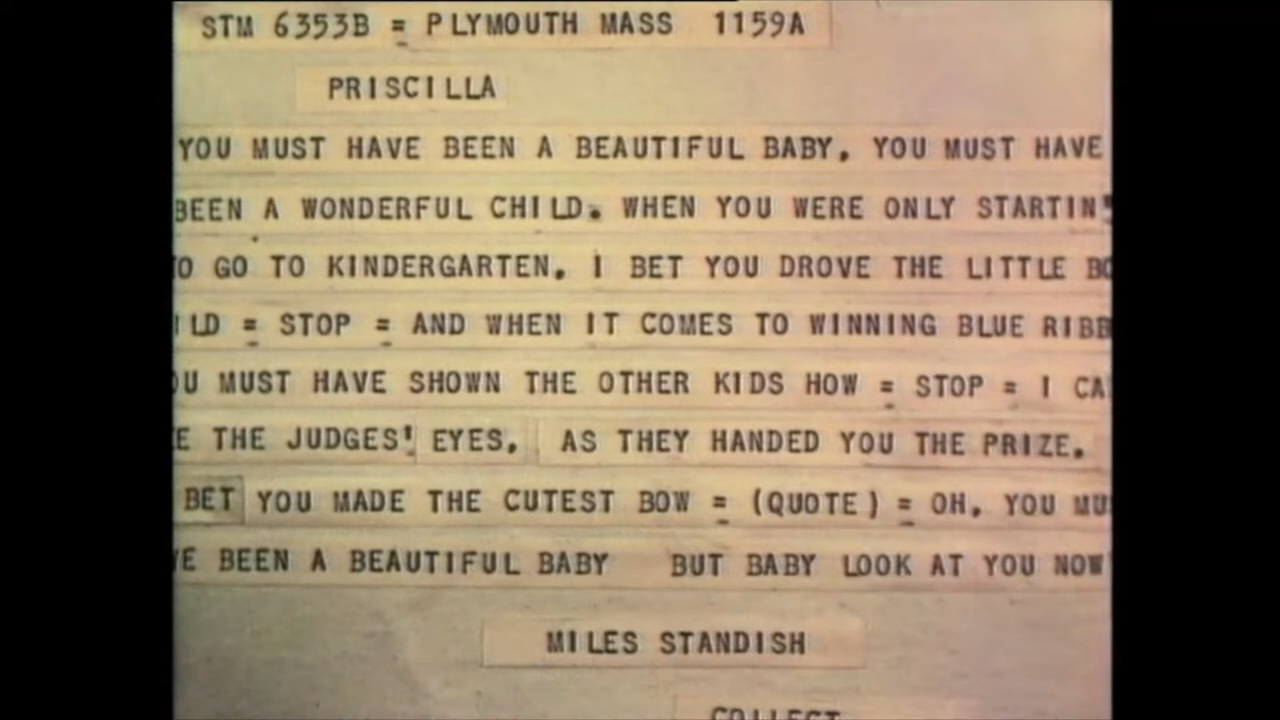 STM 6353B = PLYMOUTH MASS 1159A
PRISCILLA
YOU MUST HAVE BEEN A BEAUTIFUL BABY, YOU MUST HAVE
BEEN A WONDERFUL CHILD. WHEN YOU WERE ONLY STARTIN'
O GO TO KINDERGARTEN, I BET YOU DROVE THE LITTLE BO
ILD = STOP = AND WHEN IT COMES TO WINNING BLUE RIBB
OU MUST HAVE SHOWN THE OTHER KIDS HOW = STOP = I CA
E THE JUDGES' EYES, AS THEY HANDED YOU THE PRIZE,
BET YOU MADE THE CUTEST BOW = (QUOTE) = OH, YOU MU
VE BEEN A BEAUTIFUL BABY BUT BABY LOOK AT YOU NOW
MILES STANDISH
COLLECT